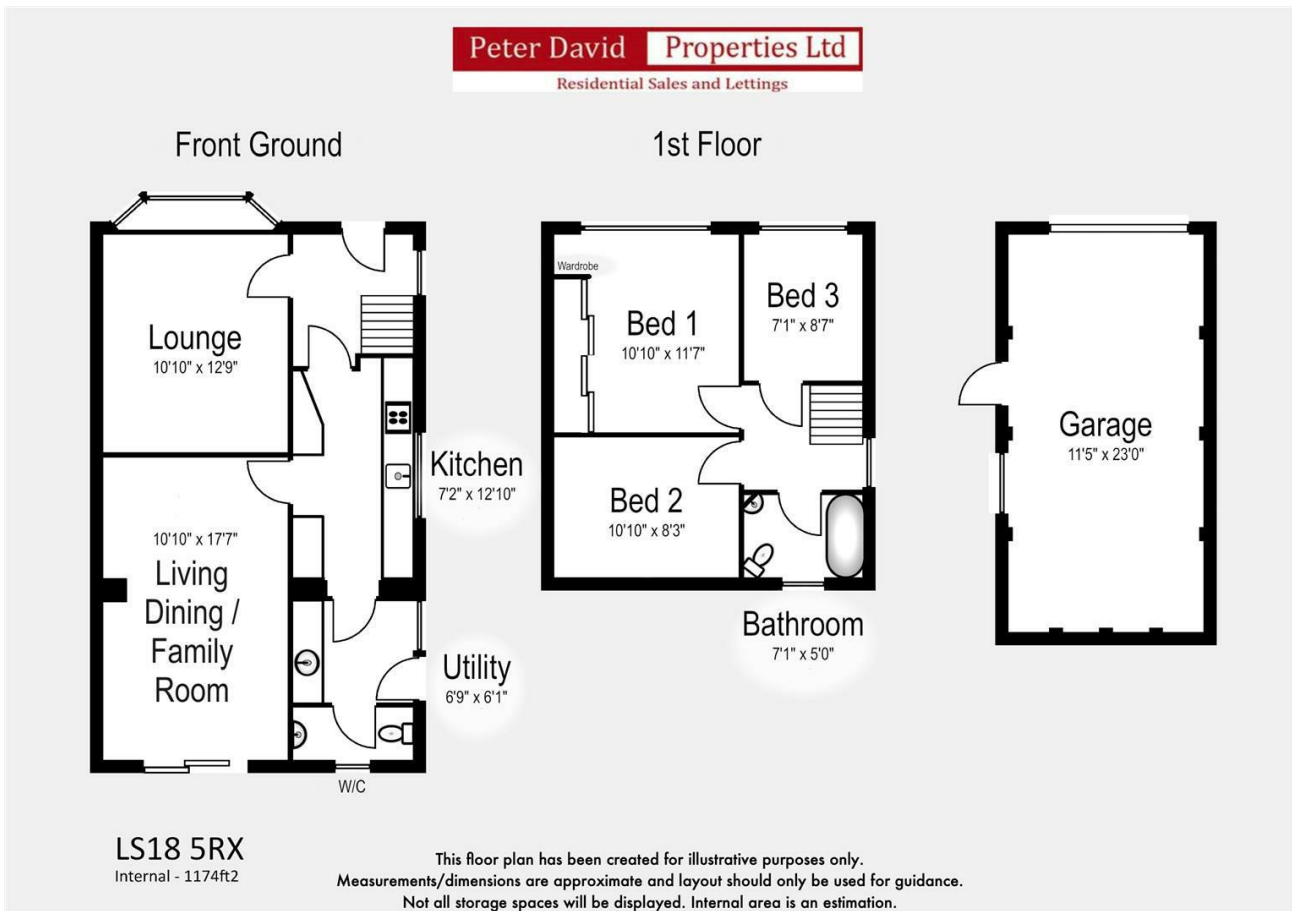 Peter David Properties Ltd
Residential Sales and Lettings
Front Ground
1st Floor
Lounge
10'10" x 12'9"
Kitchen
7'2" x 12'10"
10'10" x 17'7"
Living
Dining /
Family
Room
Utility
6'9" x 6'1"
W/C
Wardrobe
Bed 1
10'10" x 11'7"
Bed 3
7'1" x 8'7"
Bed 2
10'10" x 8'3"
Bathroom
7'1" x 5'0"
Garage
11'5" x 23'0"
LS18 5RX
Internal - 1174ft2
This floor plan has been created for illustrative purposes only.
Measurements/dimensions are approximate and layout should only be used for guidance.
Not all storage spaces will be displayed. Internal area is an estimation.